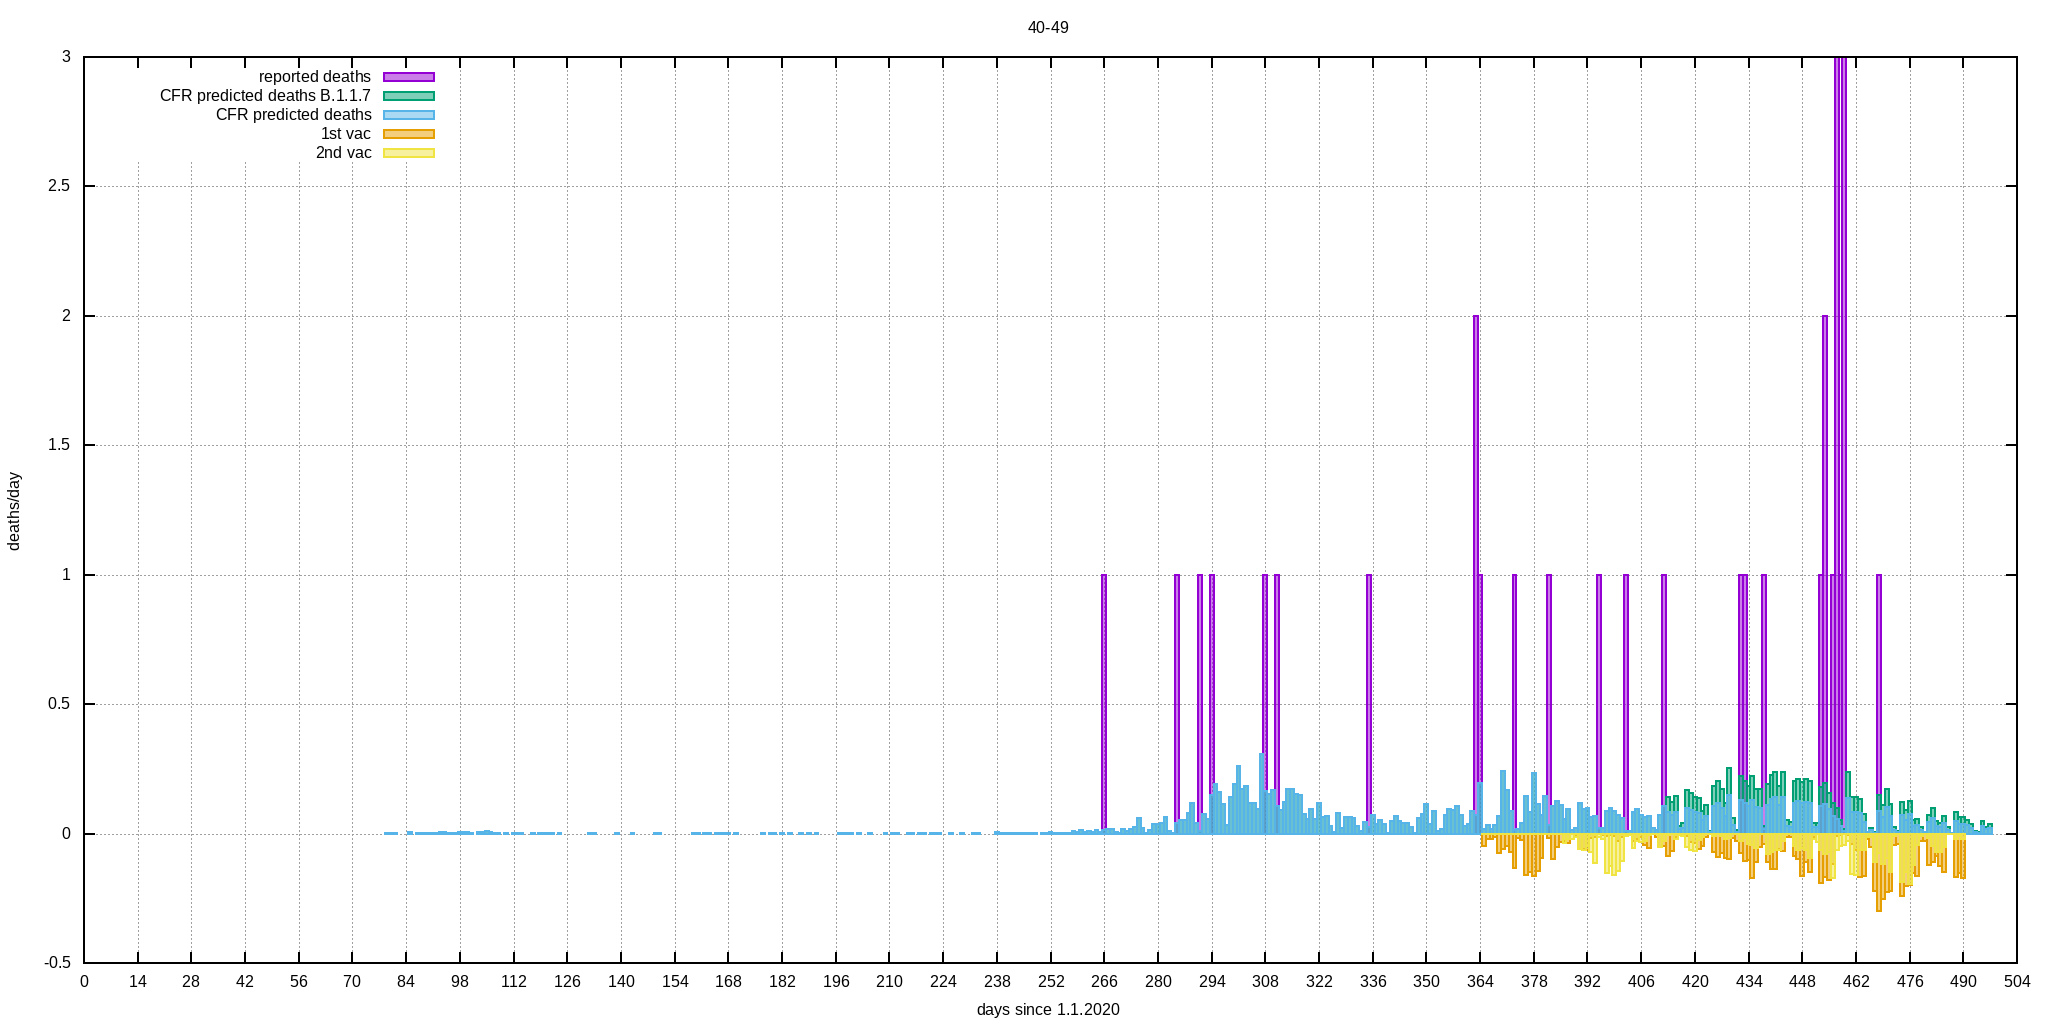 40-49
reported deaths
CFR predicted deaths B.1.1.7
CFR predicted deaths
1st vac
2nd vac
3
2.5
2
1.5
1
0.5
0
-0.5
deaths/day
0 14 28 42 56 70 84 98 112 126 140 154 168 182 196 210 224 238 252 266 280 294 308 322 336 350 364 378 392 406 420 434 448 462 476 490 504
days since 1.1.2020